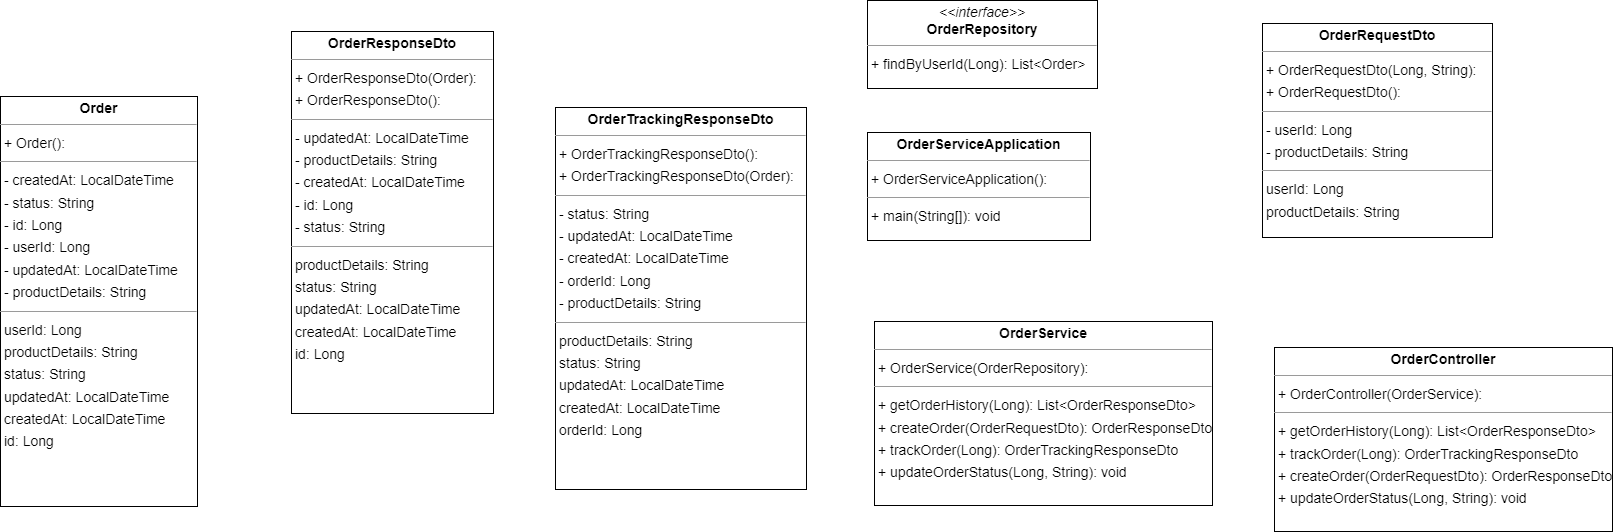 Order
+ Order():
- createdAt: LocalDateTime
- status: String
- id: Long
- userId: Long
- updatedAt: LocalDateTime
- productDetails: String
userId: Long
productDetails: String
status: String
updatedAt: LocalDateTime
createdAt: LocalDateTime
id: Long
OrderResponseDto
+ OrderResponseDto(Order):
+ OrderResponseDto():
- updatedAt: LocalDateTime
- productDetails: String
- createdAt: LocalDateTime
- id: Long
- status: String
productDetails: String
status: String
updatedAt: LocalDateTime
createdAt: LocalDateTime
id: Long
OrderTrackingResponseDto
+ OrderTrackingResponseDto():
+ OrderTrackingResponseDto(Order):
- status: String
- updatedAt: LocalDateTime
- createdAt: LocalDateTime
- orderId: Long
- productDetails: String
productDetails: String
status: String
updatedAt: LocalDateTime
createdAt: LocalDateTime
orderId: Long
<<interface>>
OrderRepository
+ findByUserId(Long): List<Order>
OrderServiceApplication
+ OrderServiceApplication():
+ main(String[]): void
OrderService
+ OrderService(OrderRepository):
+ getOrderHistory(Long): List<OrderResponseDto>
+ createOrder(OrderRequestDto): OrderResponseDto
+ trackOrder(Long): OrderTrackingResponseDto
+ updateOrderStatus(Long, String): void
OrderRequestDto
+ OrderRequestDto(Long, String):
+ OrderRequestDto():
- userId: Long
- productDetails: String
userId: Long
productDetails: String
OrderController
+ OrderController(OrderService):
+ getOrderHistory(Long): List<OrderResponseDto>
+ trackOrder(Long): OrderTrackingResponseDto
+ createOrder(OrderRequestDto): OrderResponseDto
+ updateOrderStatus(Long, String): void